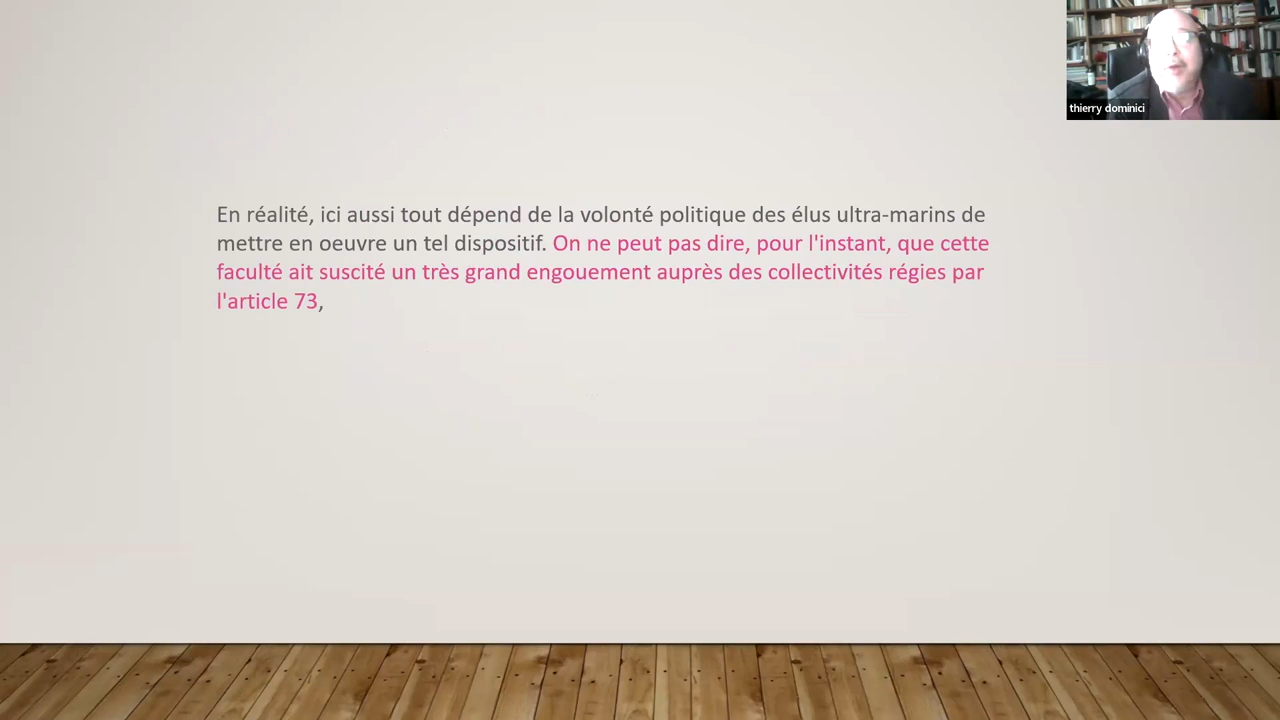 thierry dominici
En réalité, ici aussi tout dépend de la volonté politique des élus ultra-marins de
mettre en oeuvre un tel dispositif. On ne peut pas dire, pour l'instant, que cette
faculté ait suscité un très grand engouement auprès des collectivités régies par
l'article 73,